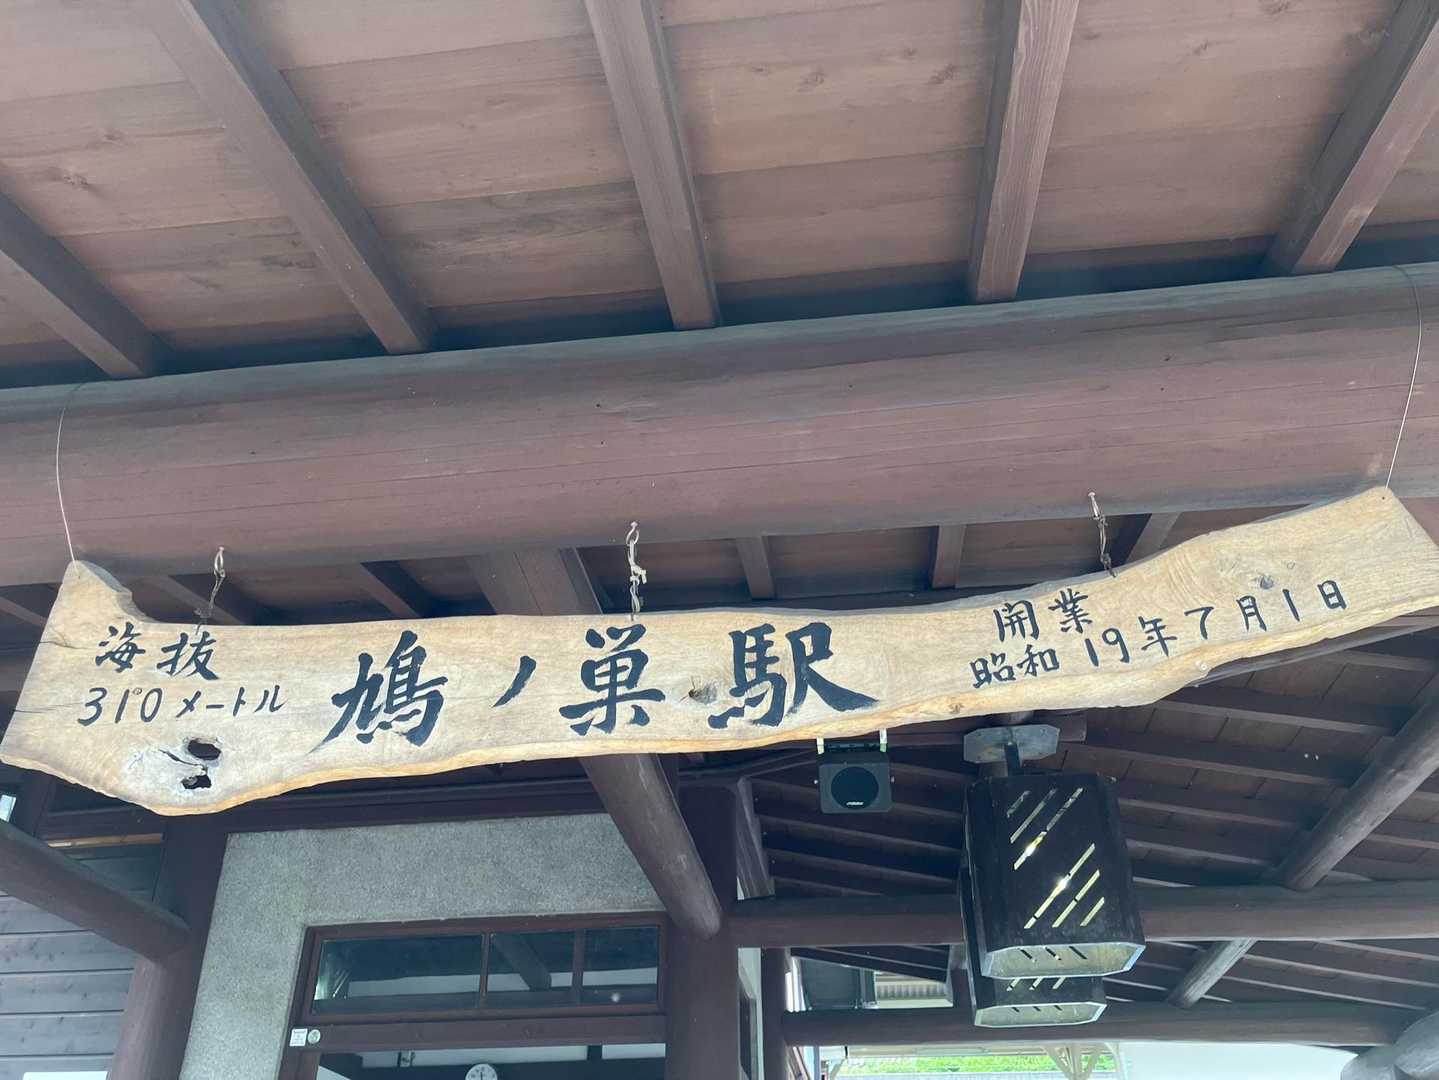 海抜
310メートル
鳩ノ巣駅
開業
昭和19年7月1日